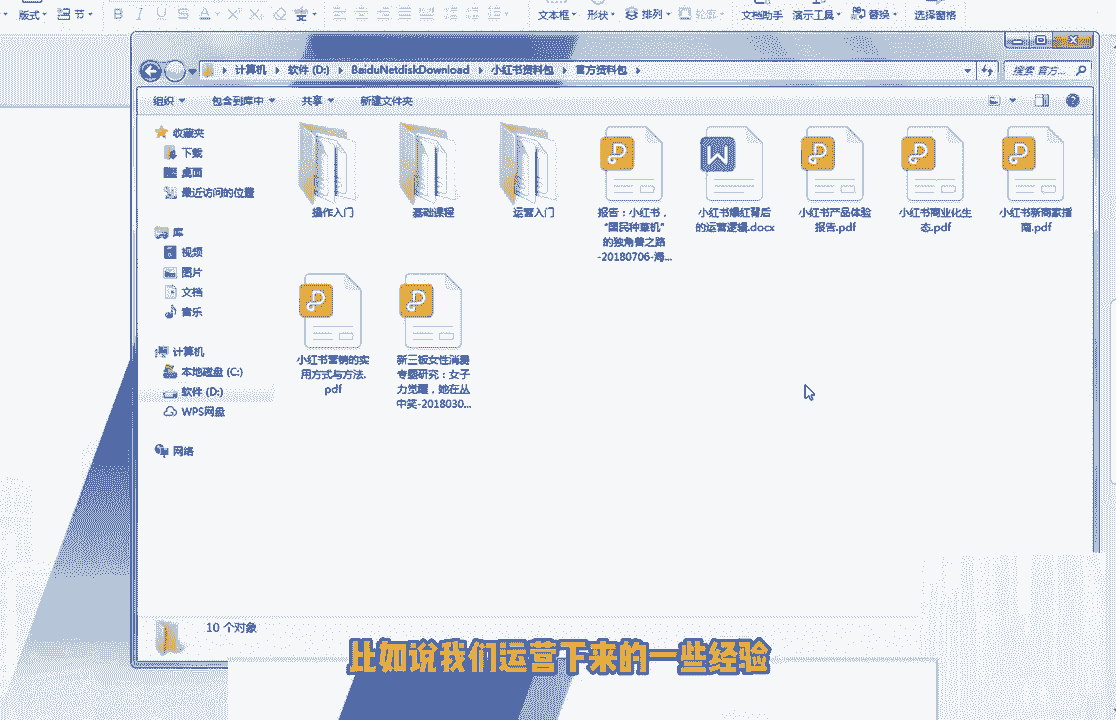 版式 节 B I U S A X² X₂ 变 文本框 形状 排列 轮廓 文档助手 演示工具 替换 选择窗格
计算机 软件 (D:) BaiduNetdiskDownload 小红书资料包 官方资料包 搜索 官方...
组织 包含到库中 共享 新建文件夹
收藏夹
下载
桌面
最近访问的位置
库
视频
图片
文档
音乐
计算机
本地磁盘 (C:)
软件 (D:)
WPS网盘
网络
操作入门
基础课程
运营入门
报告：小红书，
“国民种草机”
的独角兽之路
-20180706-海...
小红书爆红背后
的运营逻辑.docx
小红书产品体验
报告.pdf
小红书商业化生
态.pdf
小红书新商家指
南.pdf
小红书营销的实
用方式与方法.
pdf
新三板女性消费
专题研究：女子
力觉醒，她在丛
中笑-2018030...
10 个对象
比如说我们运营下来的一些经验